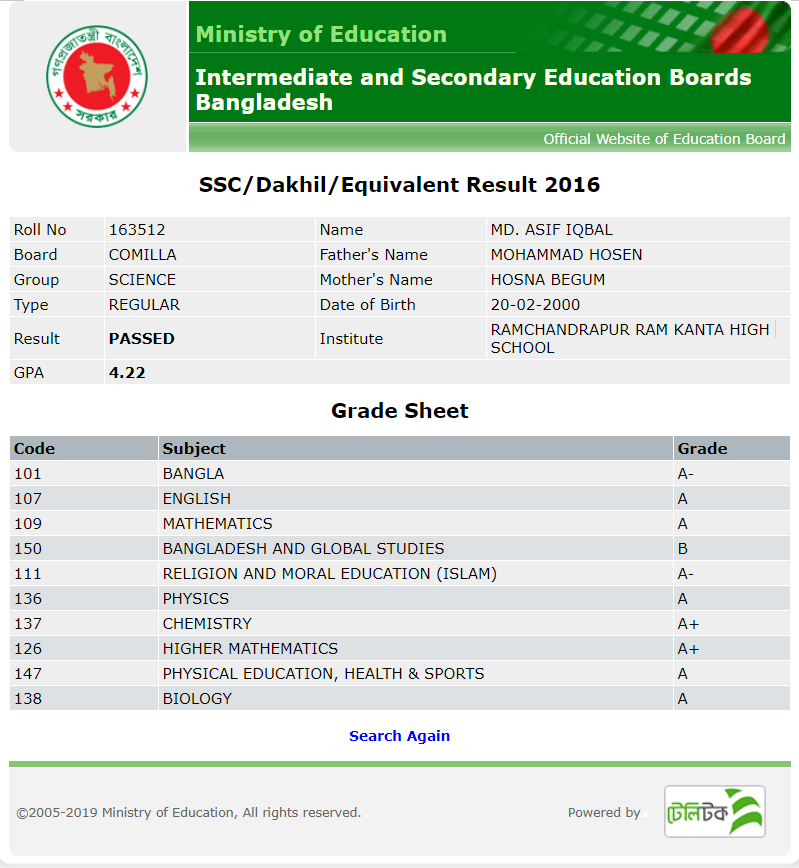 গণপ্রজাতন্ত্রী বাংলাদেশ
সরকার
Ministry of Education
Intermediate and Secondary Education Boards
Bangladesh
Official Website of Education Board
SSC/Dakhil/Equivalent Result 2016
Roll No 163512 Name MD. ASIF IQBAL
Board COMILLA Father's Name MOHAMMAD HOSEN
Group SCIENCE Mother's Name HOSNA BEGUM
Type REGULAR Date of Birth 20-02-2000
Result PASSED Institute RAMCHANDRAPUR RAM KANTA HIGH
SCHOOL
GPA 4.22
Grade Sheet
Code Subject Grade
101 BANGLA A-
107 ENGLISH A
109 MATHEMATICS A
150 BANGLADESH AND GLOBAL STUDIES B
111 RELIGION AND MORAL EDUCATION (ISLAM) A-
136 PHYSICS A
137 CHEMISTRY A+
126 HIGHER MATHEMATICS A+
147 PHYSICAL EDUCATION, HEALTH & SPORTS A
138 BIOLOGY A
Search Again
©2005-2019 Ministry of Education, All rights reserved. Powered by টেলিটক